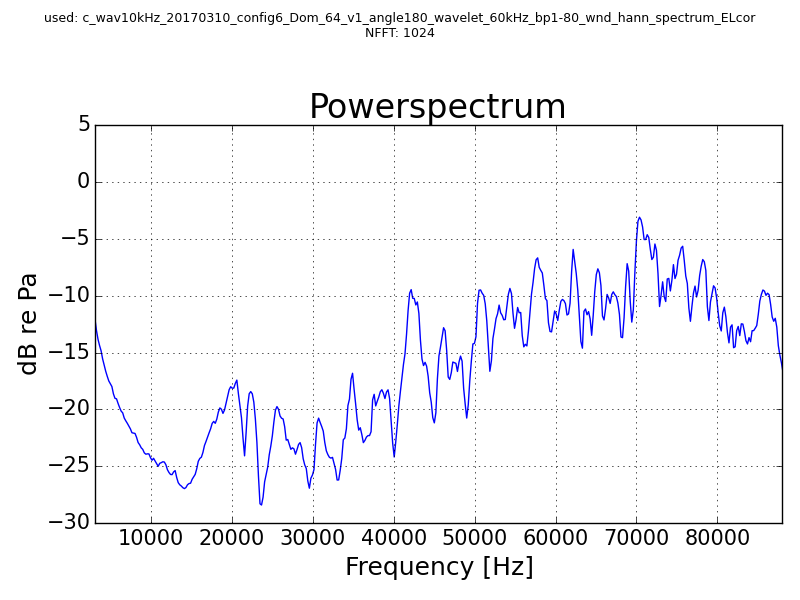 used: c_wav10kHz_20170310_config6_Dom_64_v1_angle180_wavelet_60kHz_bp1-80_wnd_hann_spectrum_ELcor
NFFT: 1024
Powerspectrum
5
0
−5
−10
−15
−20
−25
−30
dB re Pa
10000 20000 30000 40000 50000 60000 70000 80000
Frequency [Hz]